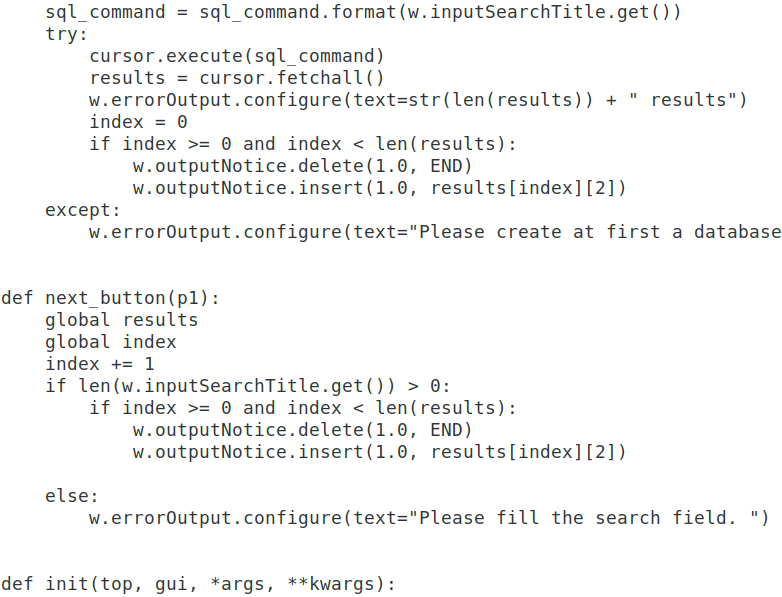 sql_command = sql_command.format(w.inputSearchTitle.get())
    try:
        cursor.execute(sql_command)
        results = cursor.fetchall()
        w.errorOutput.configure(text=str(len(results)) + " results")
        index = 0
        if index >= 0 and index < len(results):
            w.outputNotice.delete(1.0, END)
            w.outputNotice.insert(1.0, results[index][2])
    except:
        w.errorOutput.configure(text="Please create at first a database
def next_button(p1):
    global results
    global index
    index += 1
    if len(w.inputSearchTitle.get()) > 0:
        if index >= 0 and index < len(results):
            w.outputNotice.delete(1.0, END)
            w.outputNotice.insert(1.0, results[index][2])
    else:
        w.errorOutput.configure(text="Please fill the search field. ")
def init(top, gui, *args, **kwargs):